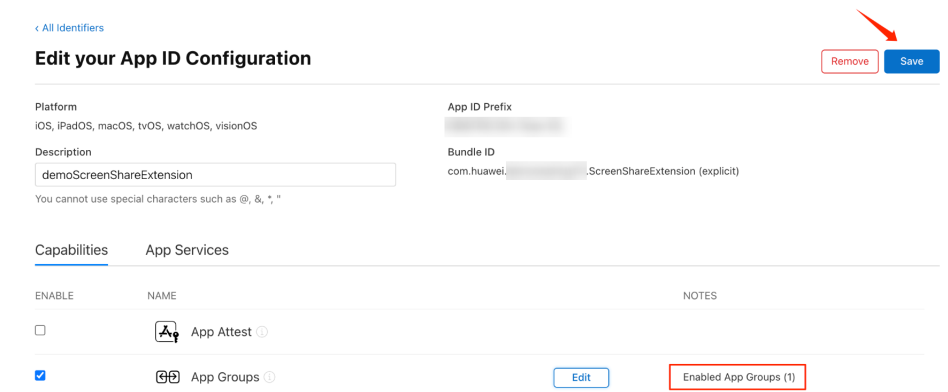 ‹ All Identifiers
Edit your App ID Configuration
Remove
Save
Platform
iOS, iPadOS, macOS, tvOS, watchOS, visionOS
App ID Prefix
Description
demoScreenShareExtension
You cannot use special characters such as @, &, *, "
Bundle ID
com.huawei. .ScreenShareExtension (explicit)
Capabilities App Services
ENABLE NAME NOTES
App Attest
App Groups Edit Enabled App Groups (1)